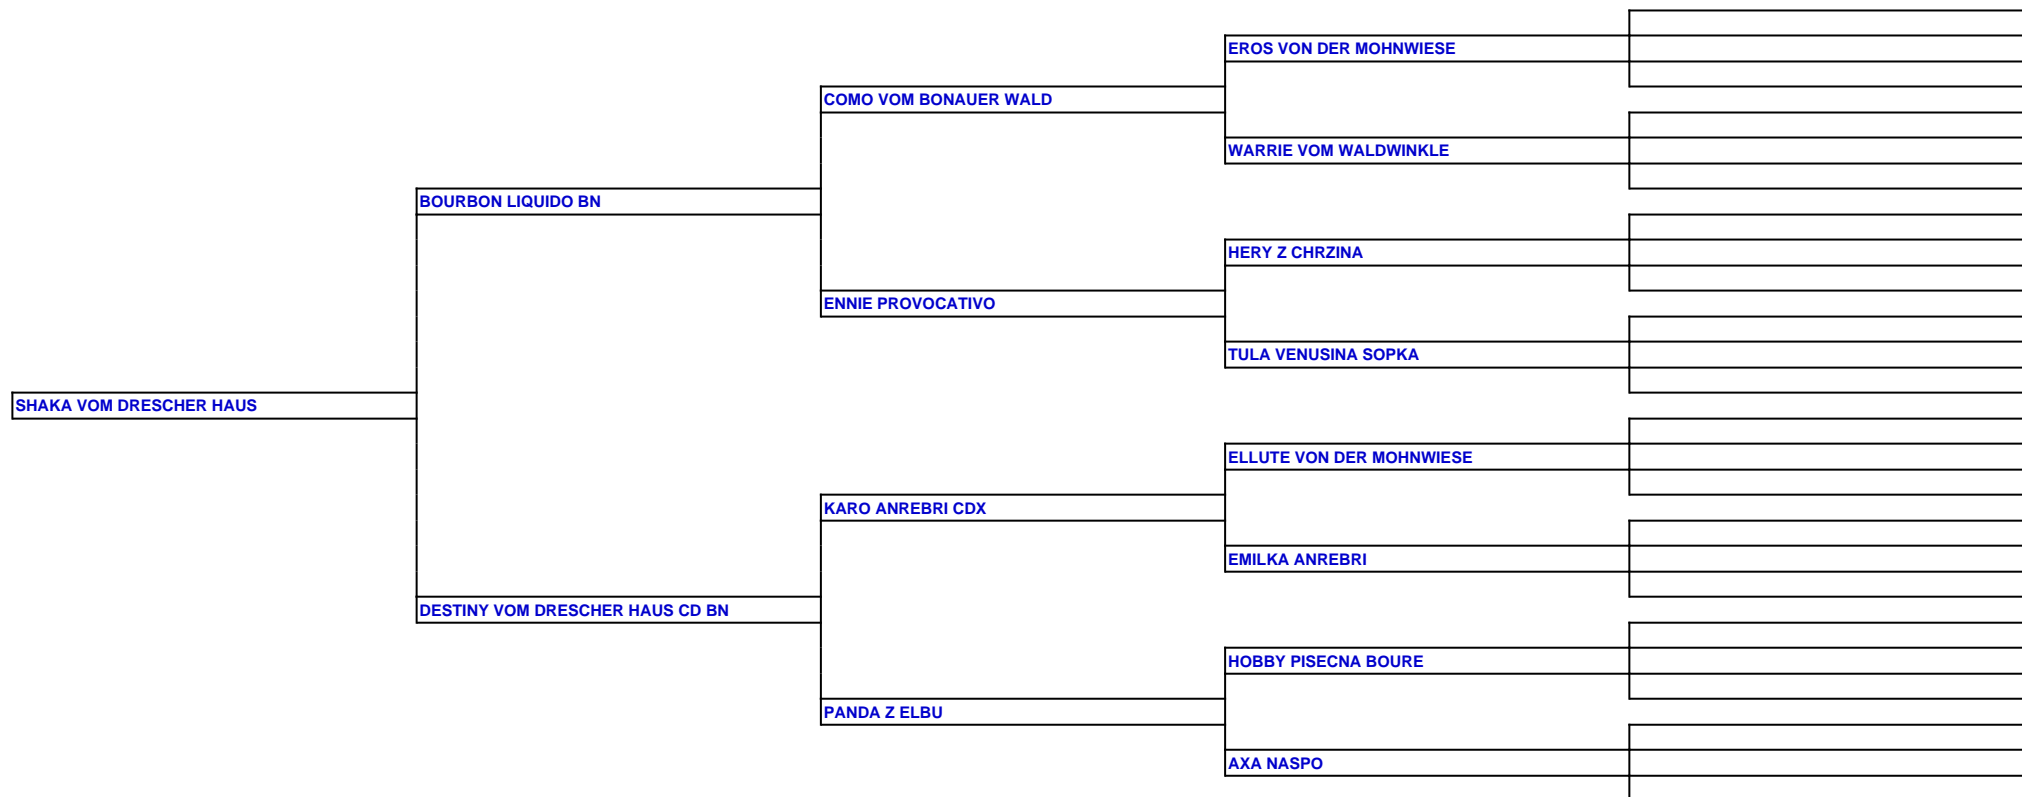 EROS VON DER MOHNWIESE
COMO VOM BONAUER WALD
WARRIE VOM WALDWINKLE
BOURBON LIQUIDO BN
HERY Z CHRZINA
ENNIE PROVOCATIVO
TULA VENUSINA SOPKA
SHAKA VOM DRESCHER HAUS
ELLUTE VON DER MOHNWIESE
KARO ANREBRI CDX
EMILKA ANREBRI
DESTINY VOM DRESCHER HAUS CD BN
HOBBY PISECNA BOURE
PANDA Z ELBU
AXA NASPO